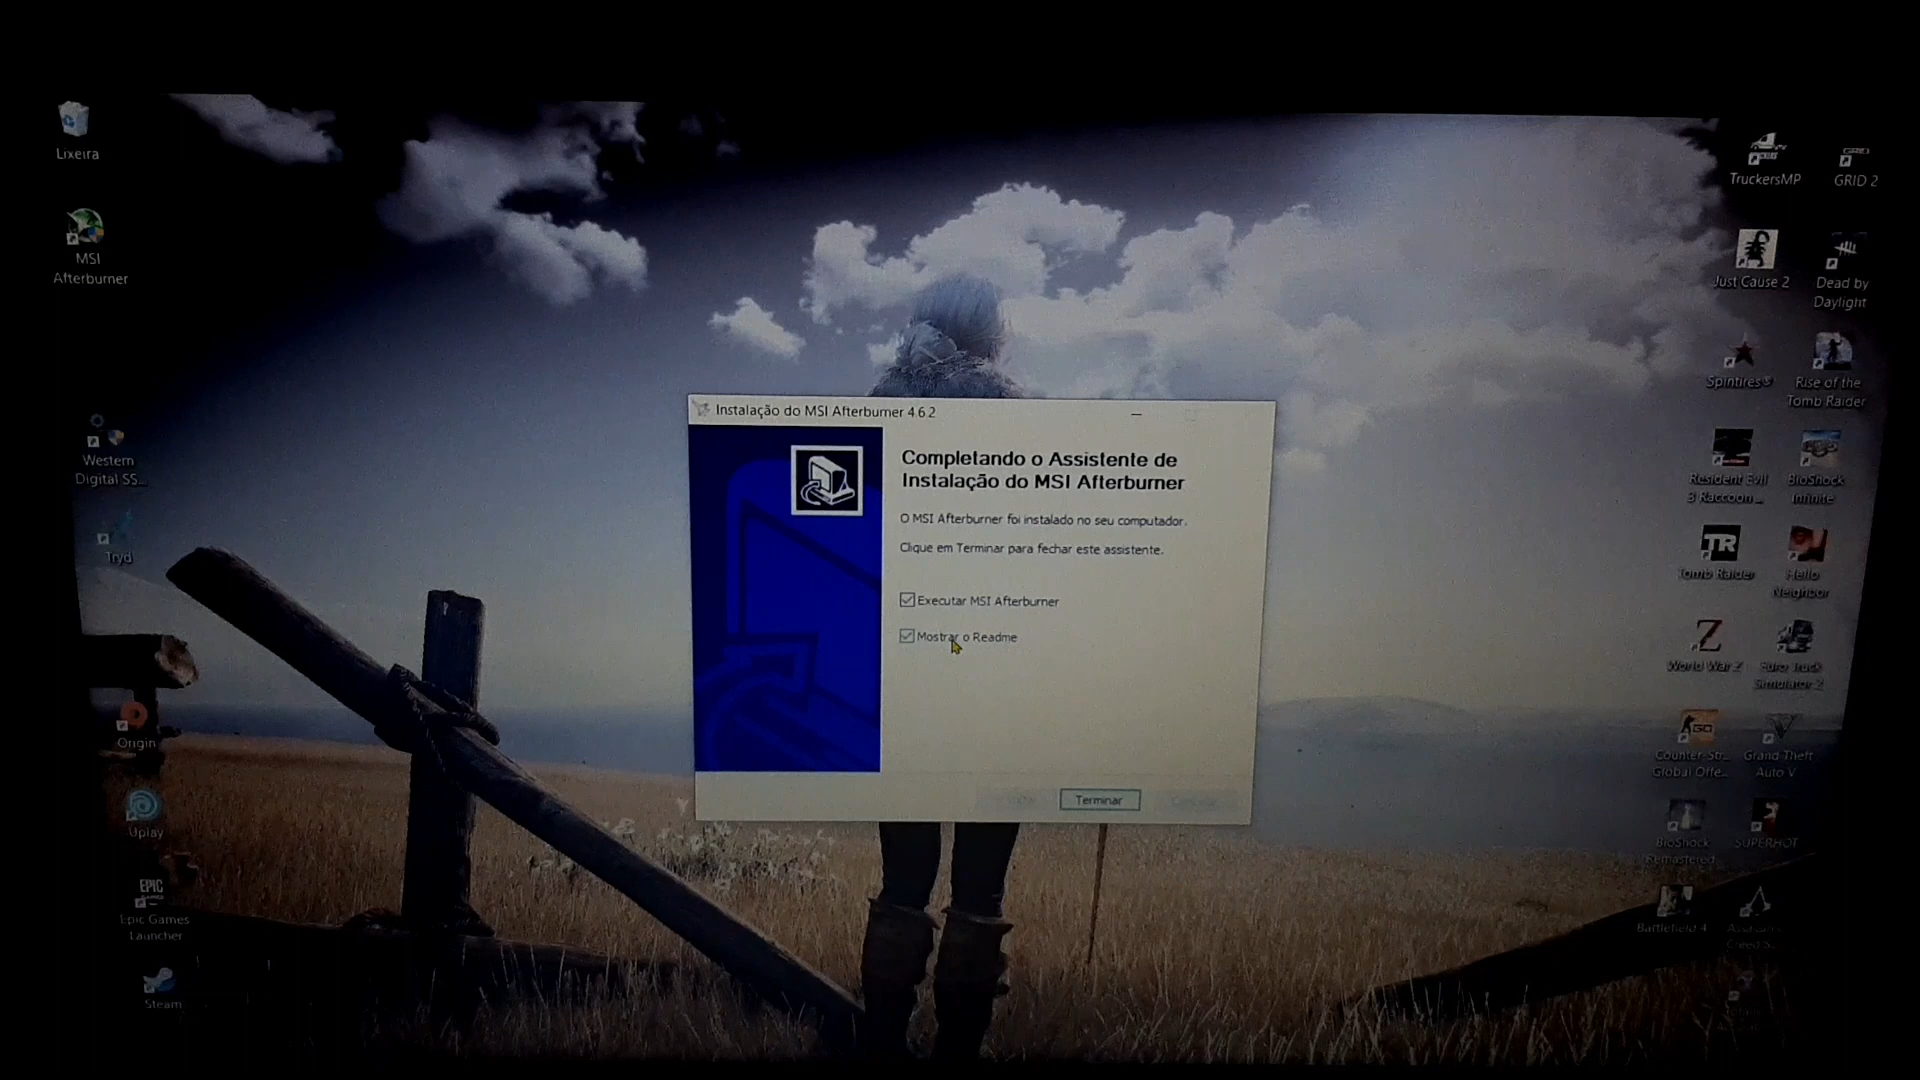 Lixeira
MSI
Afterburner
Western
Digital SS...
Tryd
Origin
Uplay
EPIC
Epic Games
Launcher
Steam
Instalação do MSI Afterburner 4.6.2
Completando o Assistente de
Instalação do MSI Afterburner
O MSI Afterburner foi instalado no seu computador.
Clique em Terminar para fechar este assistente.
Executar MSI Afterburner
Mostrar o Readme
Terminar
TruckersMP
GRID 2
Just Cause 2
Dead by
Daylight
Spintires®
Rise of the
Tomb Raider
Resident Evil
3 Raccoon ...
BioShock
Infinite
TR
Tomb Raider
Hello
Neighbor
Z
World War Z
Euro Truck
Simulator 2
GO
Counter-Str...
Global Offe...
Grand Theft
Auto V
BioShock
Remastered
SUPERHOT
Battlefield 4